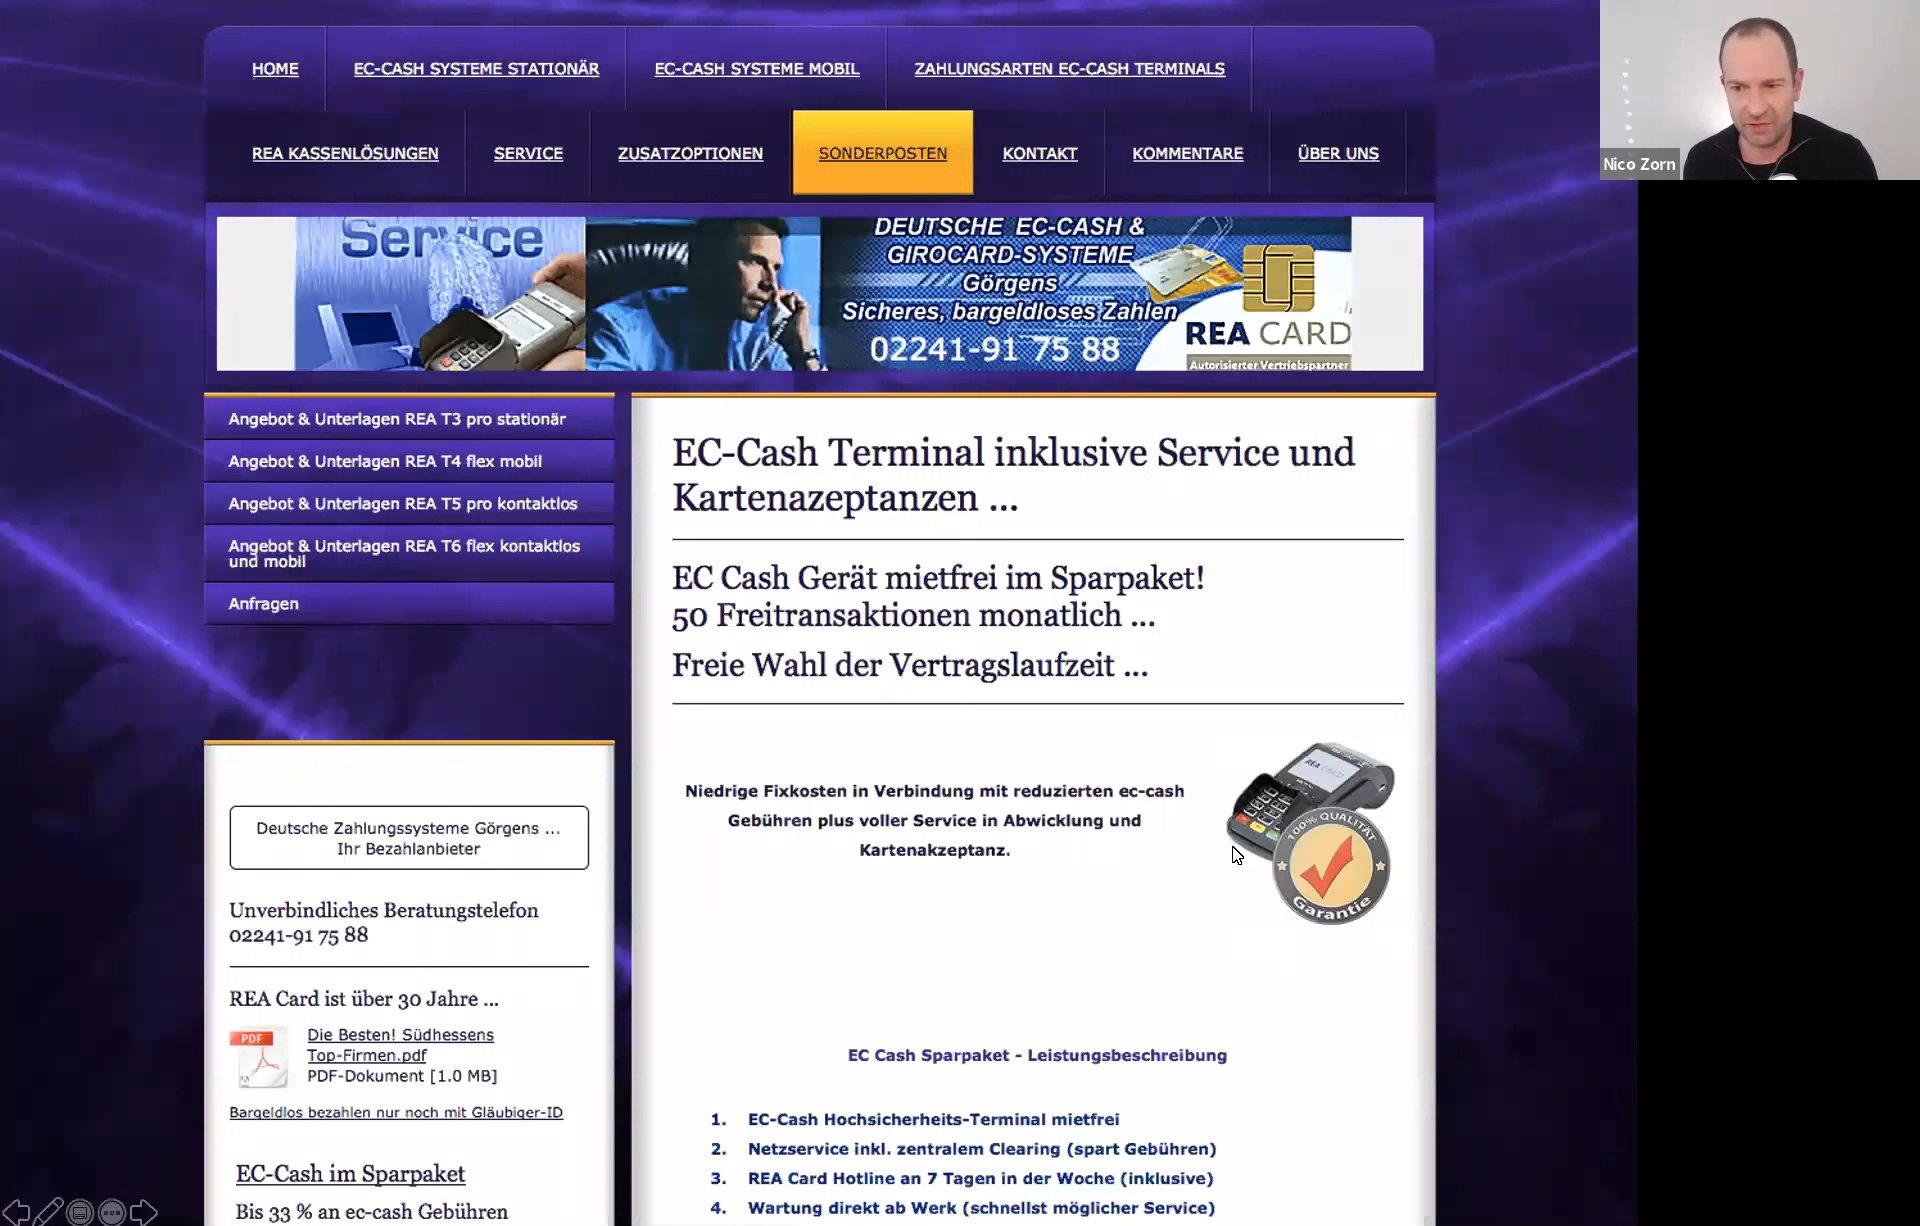 HOME
EC-CASH SYSTEME STATIONÄR
EC-CASH SYSTEME MOBIL
ZAHLUNGSARTEN EC-CASH TERMINALS
REA KASSENLÖSUNGEN
SERVICE
ZUSATZOPTIONEN
SONDERPOSTEN
KONTAKT
KOMMENTARE
ÜBER UNS
Nico Zorn
Service
DEUTSCHE EC-CASH &
GIROCARD-SYSTEME
Görgens
Sicheres, bargeldloses Zahlen
02241-91 75 88
REA CARD
Autorisierter Vertriebspartner
Angebot & Unterlagen REA T3 pro stationär
Angebot & Unterlagen REA T4 flex mobil
Angebot & Unterlagen REA T5 pro kontaktlos
Angebot & Unterlagen REA T6 flex kontaktlos
und mobil
Anfragen
Deutsche Zahlungssysteme Görgens ...
Ihr Bezahlanbieter
Unverbindliches Beratungstelefon
02241-91 75 88
REA Card ist über 30 Jahre ...
PDF
Die Besten! Südhessens
Top-Firmen.pdf
PDF-Dokument [1.0 MB]
Bargeldlos bezahlen nur noch mit Gläubiger-ID
EC-Cash im Sparpaket
Bis 33 % an ec-cash Gebühren
EC-Cash Terminal inklusive Service und
Kartenazeptanzen ...
EC Cash Gerät mietfrei im Sparpaket!
50 Freitransaktionen monatlich ...
Freie Wahl der Vertragslaufzeit ...
Niedrige Fixkosten in Verbindung mit reduzierten ec-cash
Gebühren plus voller Service in Abwicklung und
Kartenakzeptanz.
REA CARD
100% QUALITÄT
Garantie
EC Cash Sparpaket - Leistungsbeschreibung
1. EC-Cash Hochsicherheits-Terminal mietfrei
2. Netzservice inkl. zentralem Clearing (spart Gebühren)
3. REA Card Hotline an 7 Tagen in der Woche (inklusive)
4. Wartung direkt ab Werk (schnellst möglicher Service)